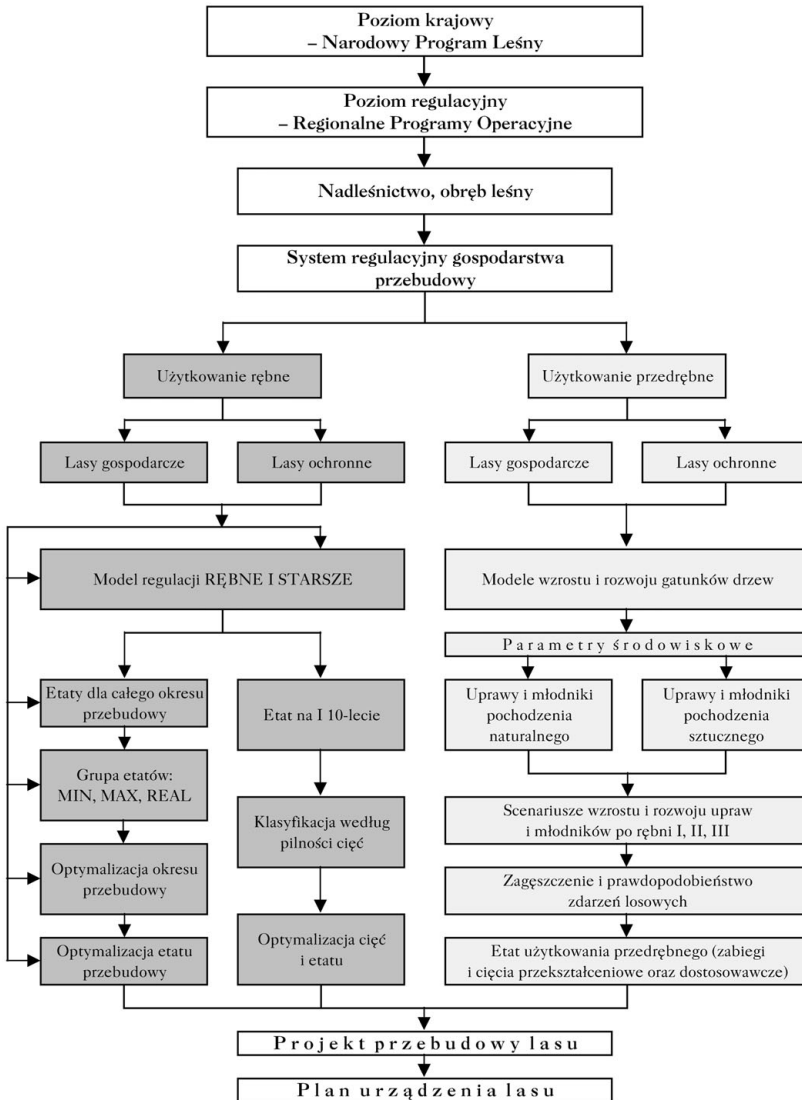 Poziom krajowy
– Narodowy Program Leśny
Poziom regulacyjny
– Regionalne Programy Operacyjne
Nadleśnictwo, obręb leśny
System regulacyjny gospodarstwa
przebudowy
Użytkowanie rębne
Użytkowanie przedrębne
Lasy gospodarcze
Lasy ochronne
Lasy gospodarcze
Lasy ochronne
Model regulacji RĘBNE I STARSZE
Modele wzrostu i rozwoju gatunków drzew
Parametry środowiskowe
Etaty dla całego okresu
przebudowy
Etat na I 10-lecie
Uprawy i młodniki
pochodzenia
naturalnego
Uprawy i młodniki
pochodzenia
sztucznego
Grupa etatów:
MIN, MAX, REAL
Klasyfikacja według
pilności cięć
Scenariusze wzrostu i rozwoju upraw
i młodników po rębni I, II, III
Optymalizacja okresu
przebudowy
Zagęszczenie i prawdopodobieństwo
zdarzeń losowych
Optymalizacja etatu
przebudowy
Optymalizacja cięć
i etatu
Etat użytkowania przedrębnego (zabiegi
i cięcia przekształceniowe oraz dostosowawcze)
Projekt przebudowy lasu
Plan urządzenia lasu